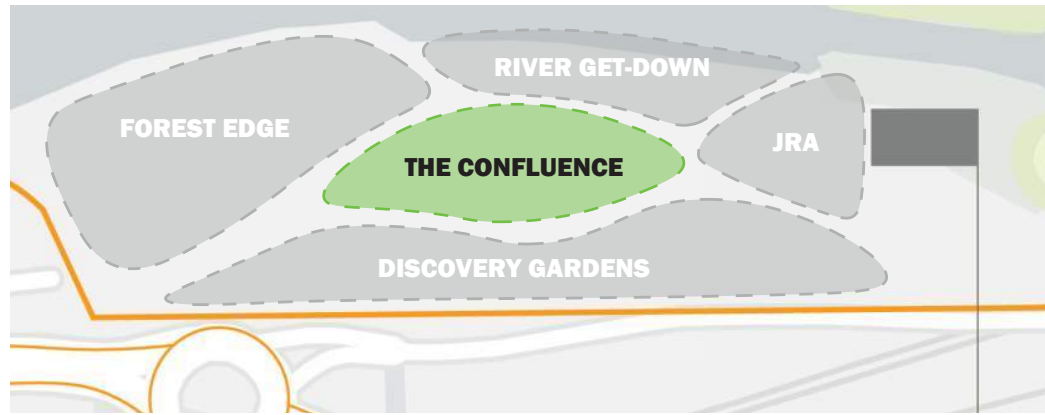 RIVER GET-DOWN
FOREST EDGE
JRA
THE CONFLUENCE
DISCOVERY GARDENS